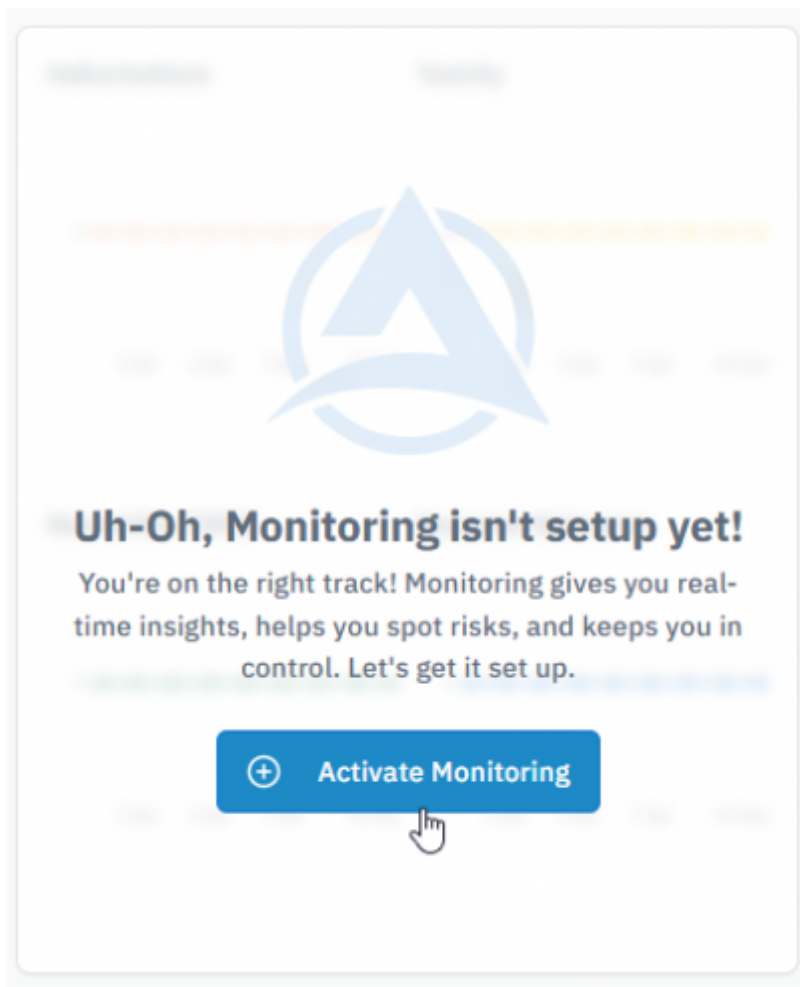 Toxicity
Uh-Oh, Monitoring isn't setup yet!
You're on the right track! Monitoring gives you real-
time insights, helps you spot risks, and keeps you in
control. Let's get it set up.
Activate Monitoring